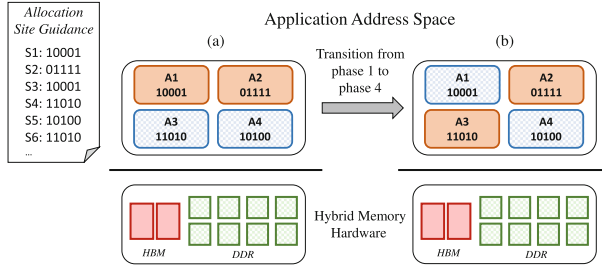 Allocation
Site Guidance
S1: 10001
S2: 01111
S3: 10001
S4: 11010
S5: 10100
S6: 11010
...
Application Address Space
(a)
A1
10001
A2
01111
A3
11010
A4
10100
Transition from
phase 1 to
phase 4
(b)
A1
10001
A2
01111
A3
11010
A4
10100
HBM
DDR
Hybrid Memory
Hardware
HBM
DDR